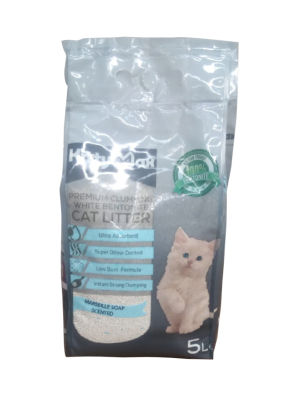 PREMIUM CLUMPING
WHITE BENTONITE
CAT LITTER
100%
Ultra Absorbent
Super Odour Control
Low Dust Formula
Instant Strong Clumping
MARSEILLE SOAP
SCENTED
5L